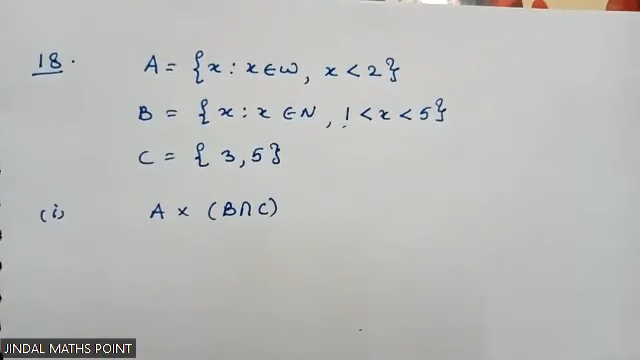 18. A = {x : x ∈ W, x < 2}
B = {x : x ∈ N, 1 < x < 5}
C = {3, 5}
(i) A × (B∩C)
JINDAL MATHS POINT